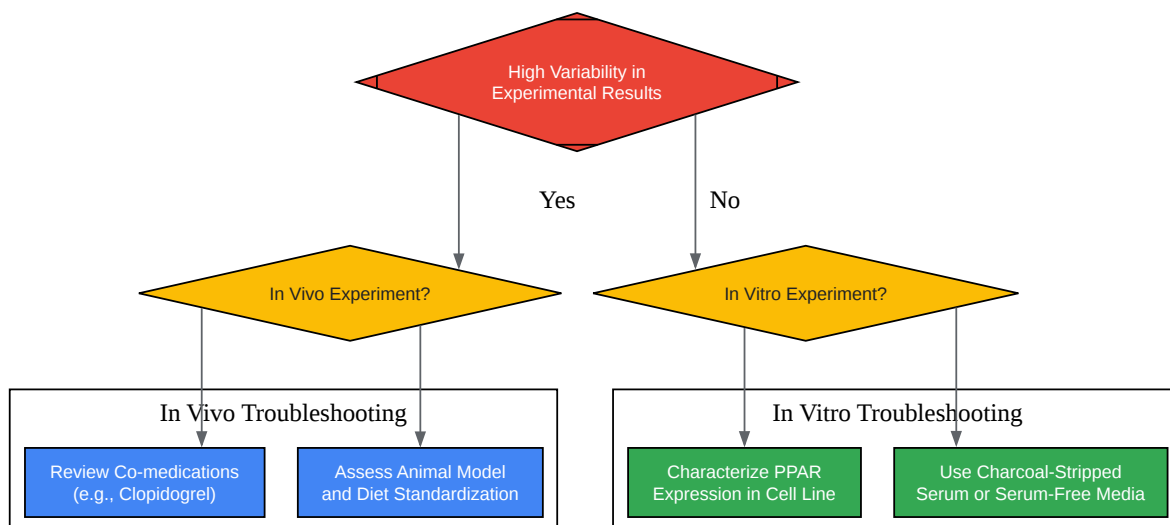 High Variability in
Experimental Results
Yes
No
In Vivo Experiment?
In Vitro Experiment?
In Vivo Troubleshooting
In Vitro Troubleshooting
Review Co-medications
(e.g., Clopidogrel)
Assess Animal Model
and Diet Standardization
Characterize PPAR
Expression in Cell Line
Use Charcoal-Stripped
Serum or Serum-Free Media